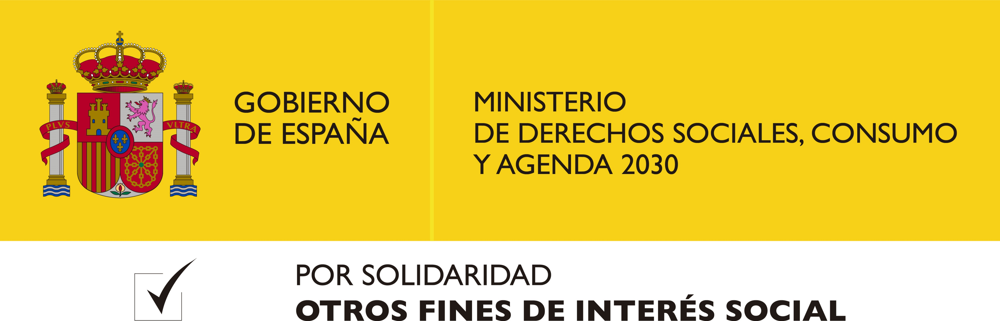 PLVS
VLTRA
GOBIERNO
DE ESPAÑA
MINISTERIO
DE DERECHOS SOCIALES, CONSUMO
Y AGENDA 2030
POR SOLIDARIDAD
OTROS FINES DE INTERÉS SOCIAL